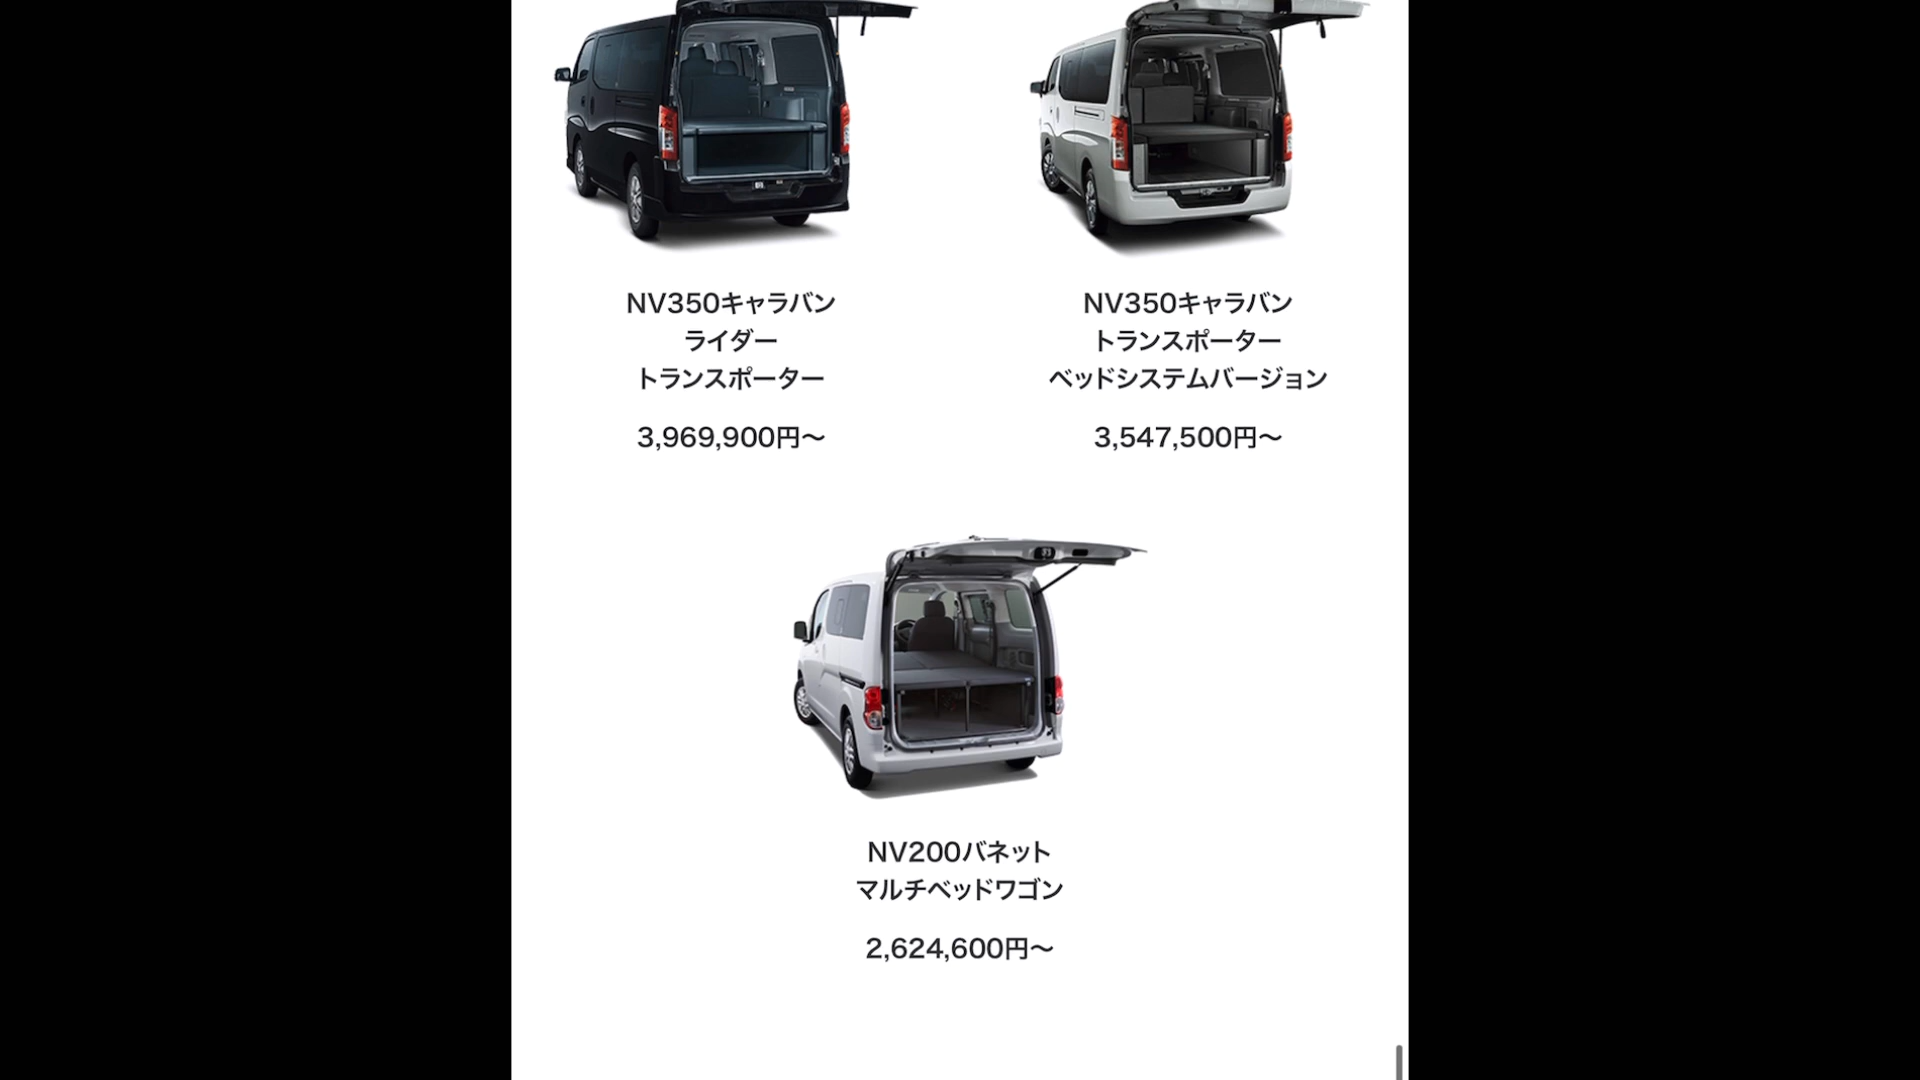 NV350キャラバン
ライダー
トランスポーター
3,969,900円〜
NV350キャラバン
トランスポーター
ベッドシステムバージョン
3,547,500円〜
NV200バネット
マルチベッドワゴン
2,624,600円〜